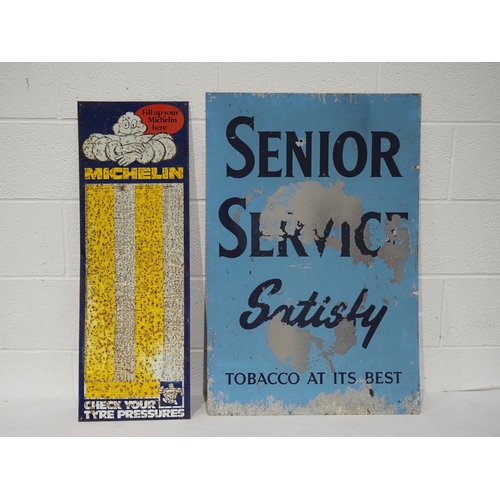 Fill up your
Michelin
here
MICHELIN
CHECK YOUR
TYRE PRESSURES
SENIOR
SERVICE
Satisfy
TOBACCO AT ITS BEST